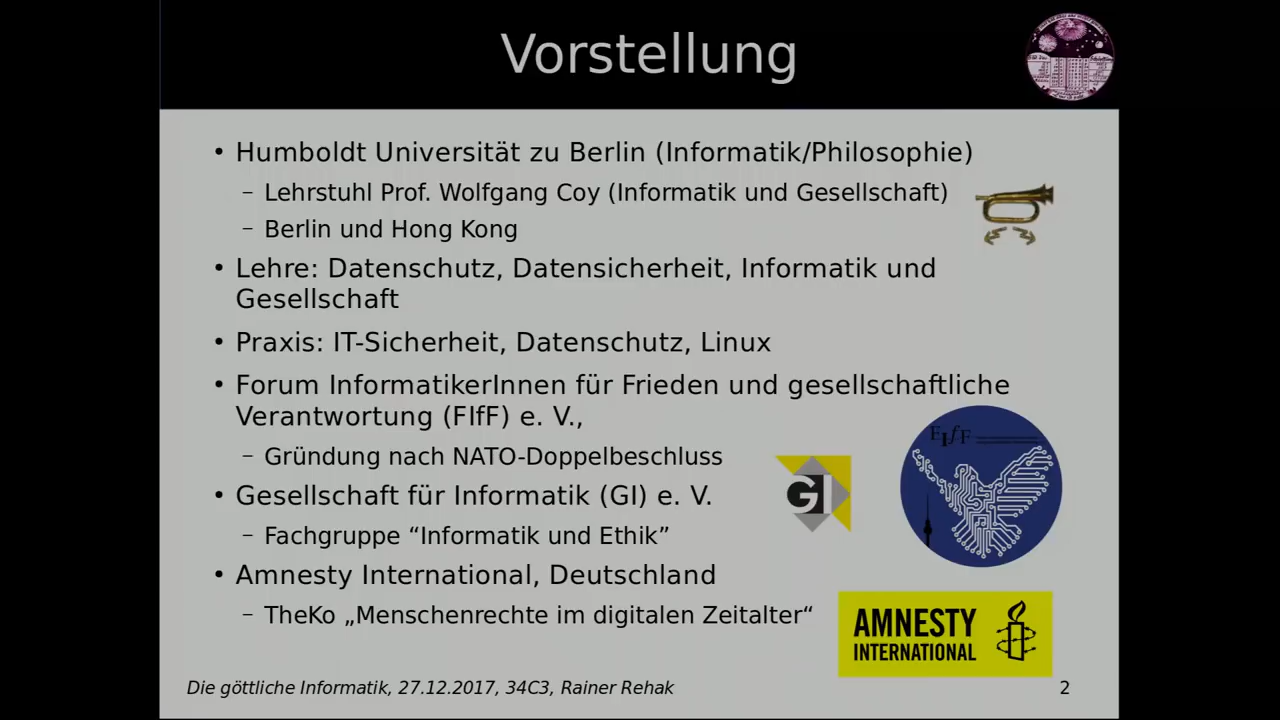 Vorstellung
• Humboldt Universität zu Berlin (Informatik/Philosophie)
– Lehrstuhl Prof. Wolfgang Coy (Informatik und Gesellschaft)
– Berlin und Hong Kong
• Lehre: Datenschutz, Datensicherheit, Informatik und
Gesellschaft
• Praxis: IT-Sicherheit, Datenschutz, Linux
• Forum InformatikerInnen für Frieden und gesellschaftliche
Verantwortung (FIfF) e. V.,
FIfF
– Gründung nach NATO-Doppelbeschluss
• Gesellschaft für Informatik (GI) e. V.
GI
– Fachgruppe “Informatik und Ethik”
• Amnesty International, Deutschland
– TheKo „Menschenrechte im digitalen Zeitalter“
AMNESTY
INTERNATIONAL
Die göttliche Informatik, 27.12.2017, 34C3, Rainer Rehak
2